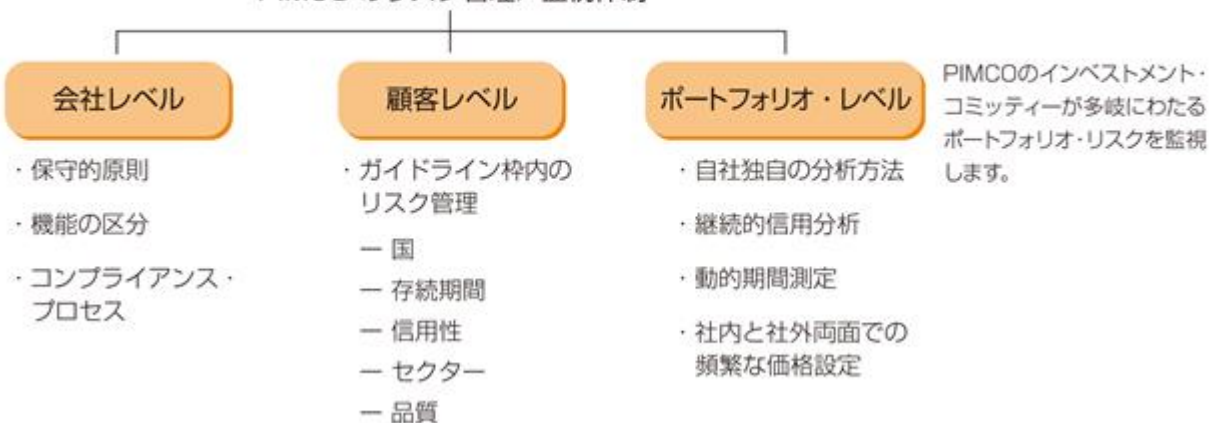 PIMCO
会社レベル
・保守的原則
・機能の区分
・コンプライアンス・
プロセス
顧客レベル
・ガイドライン枠内の
リスク管理
— 国
— 存続期間
— 信用性
— セクター
— 品質
ポートフォリオ・レベル
・自社独自の分析方法
・継続的信用分析
・動的期間測定
・社内と社外両面での
頻繁な価格設定
PIMCOのインベストメント・
コミッティーが多岐にわたる
ポートフォリオ・リスクを監視
します。